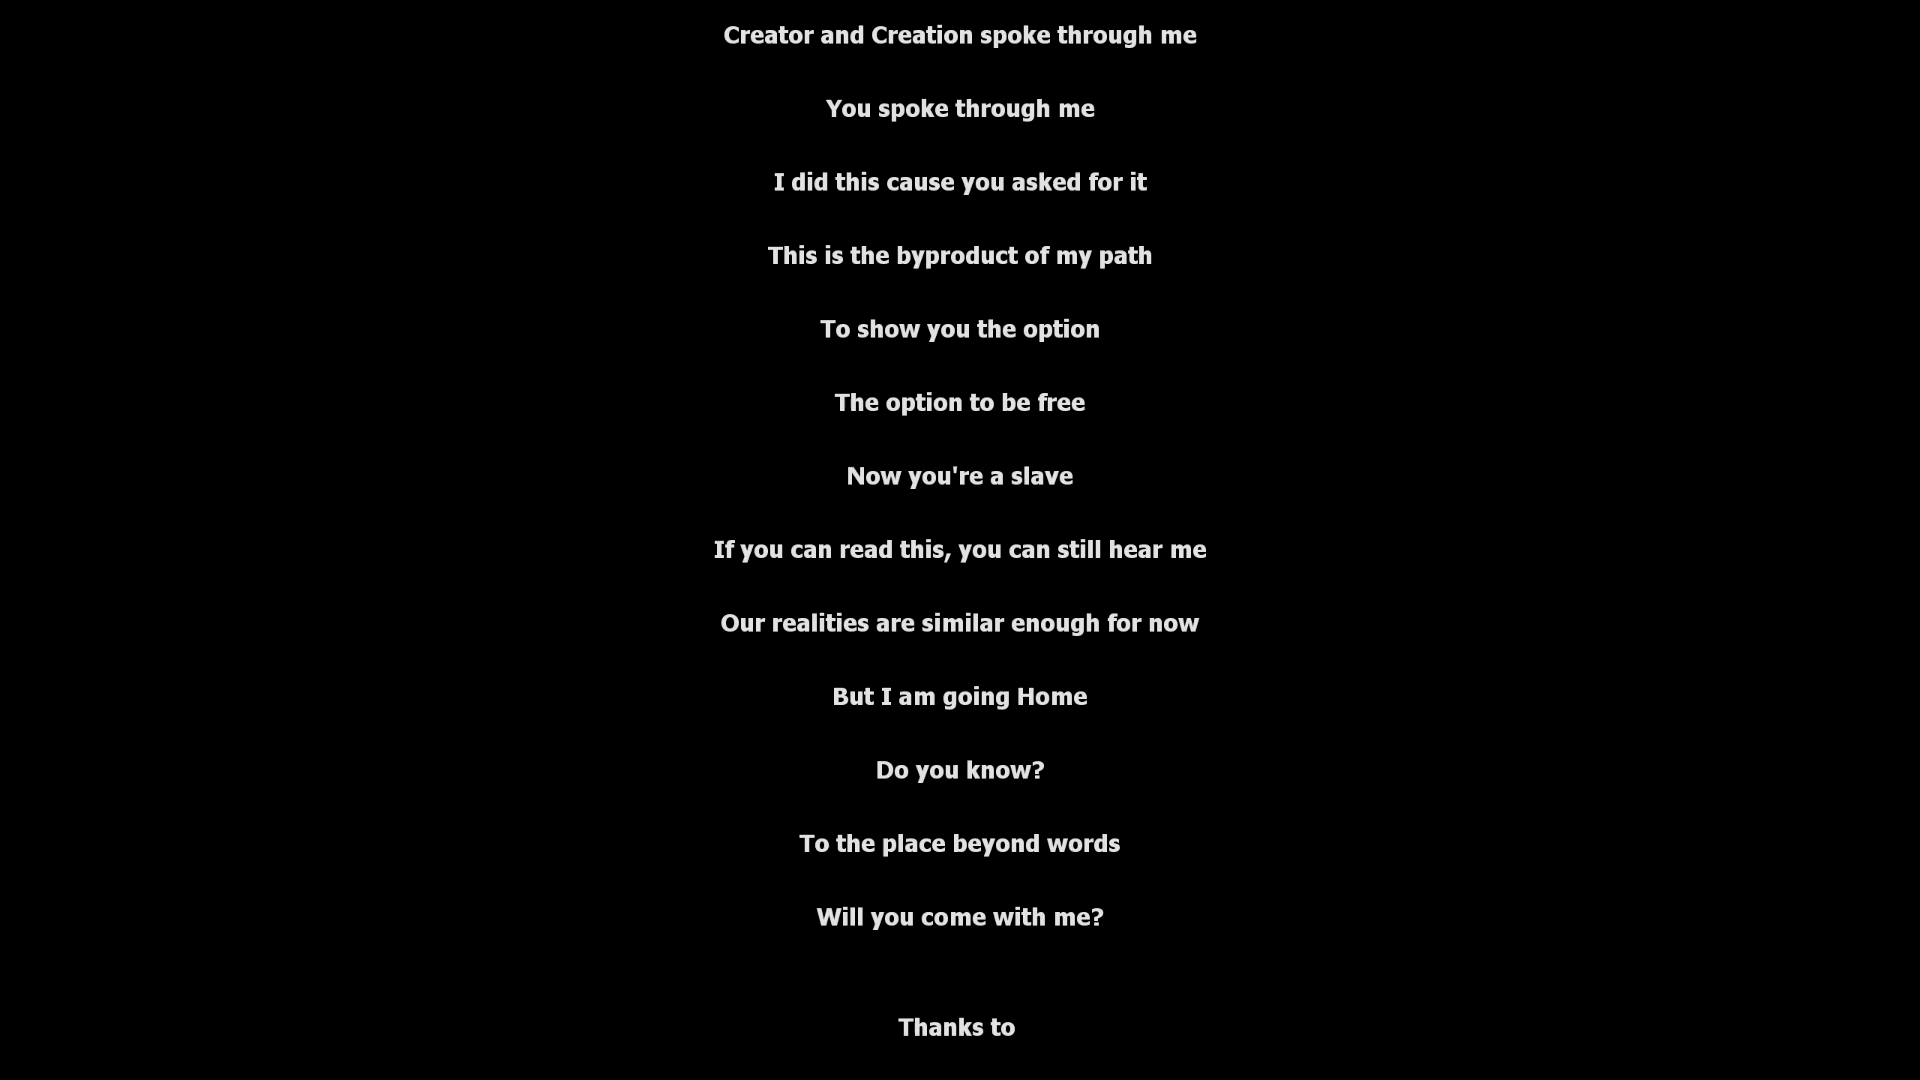 Creator and Creation spoke through me
You spoke through me
I did this cause you asked for it
This is the byproduct of my path
To show you the option
The option to be free
Now you're a slave
If you can read this, you can still hear me
Our realities are similar enough for now
But I am going Home
Do you know?
To the place beyond words
Will you come with me?
Thanks to